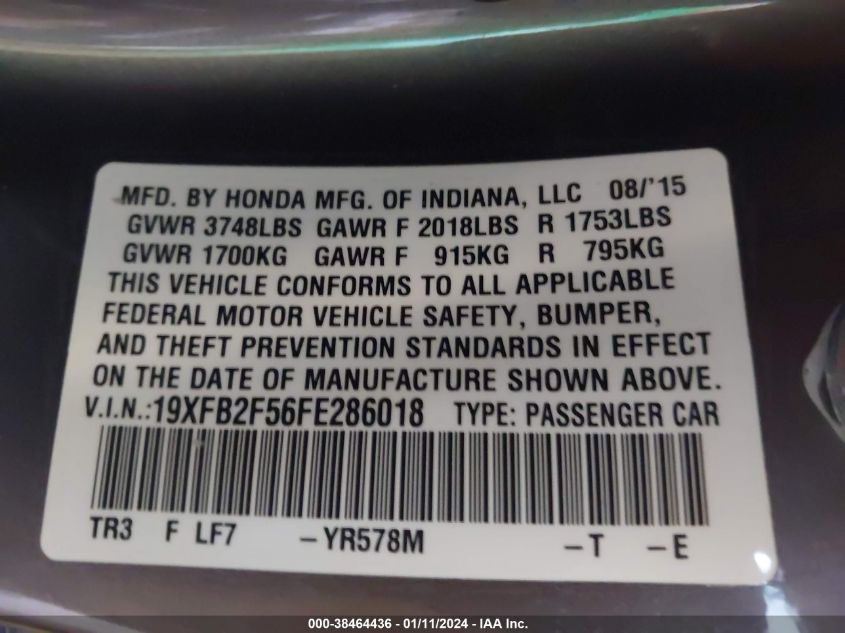 MFD. BY HONDA MFG. OF INDIANA, LLC 08/'15
GVWR 3748LBS GAWR F 2018LBS R 1753LBS
GVWR 1700KG GAWR F 915KG R 795KG
THIS VEHICLE CONFORMS TO ALL APPLICABLE
FEDERAL MOTOR VEHICLE SAFETY, BUMPER,
AND THEFT PREVENTION STANDARDS IN EFFECT
ON THE DATE OF MANUFACTURE SHOWN ABOVE.
V.I.N.:19XFB2F56FE286018 TYPE: PASSENGER CAR
TR3 F LF7 -YR578M -T -E
000-38464436 - 01/11/2024 - IAA Inc.